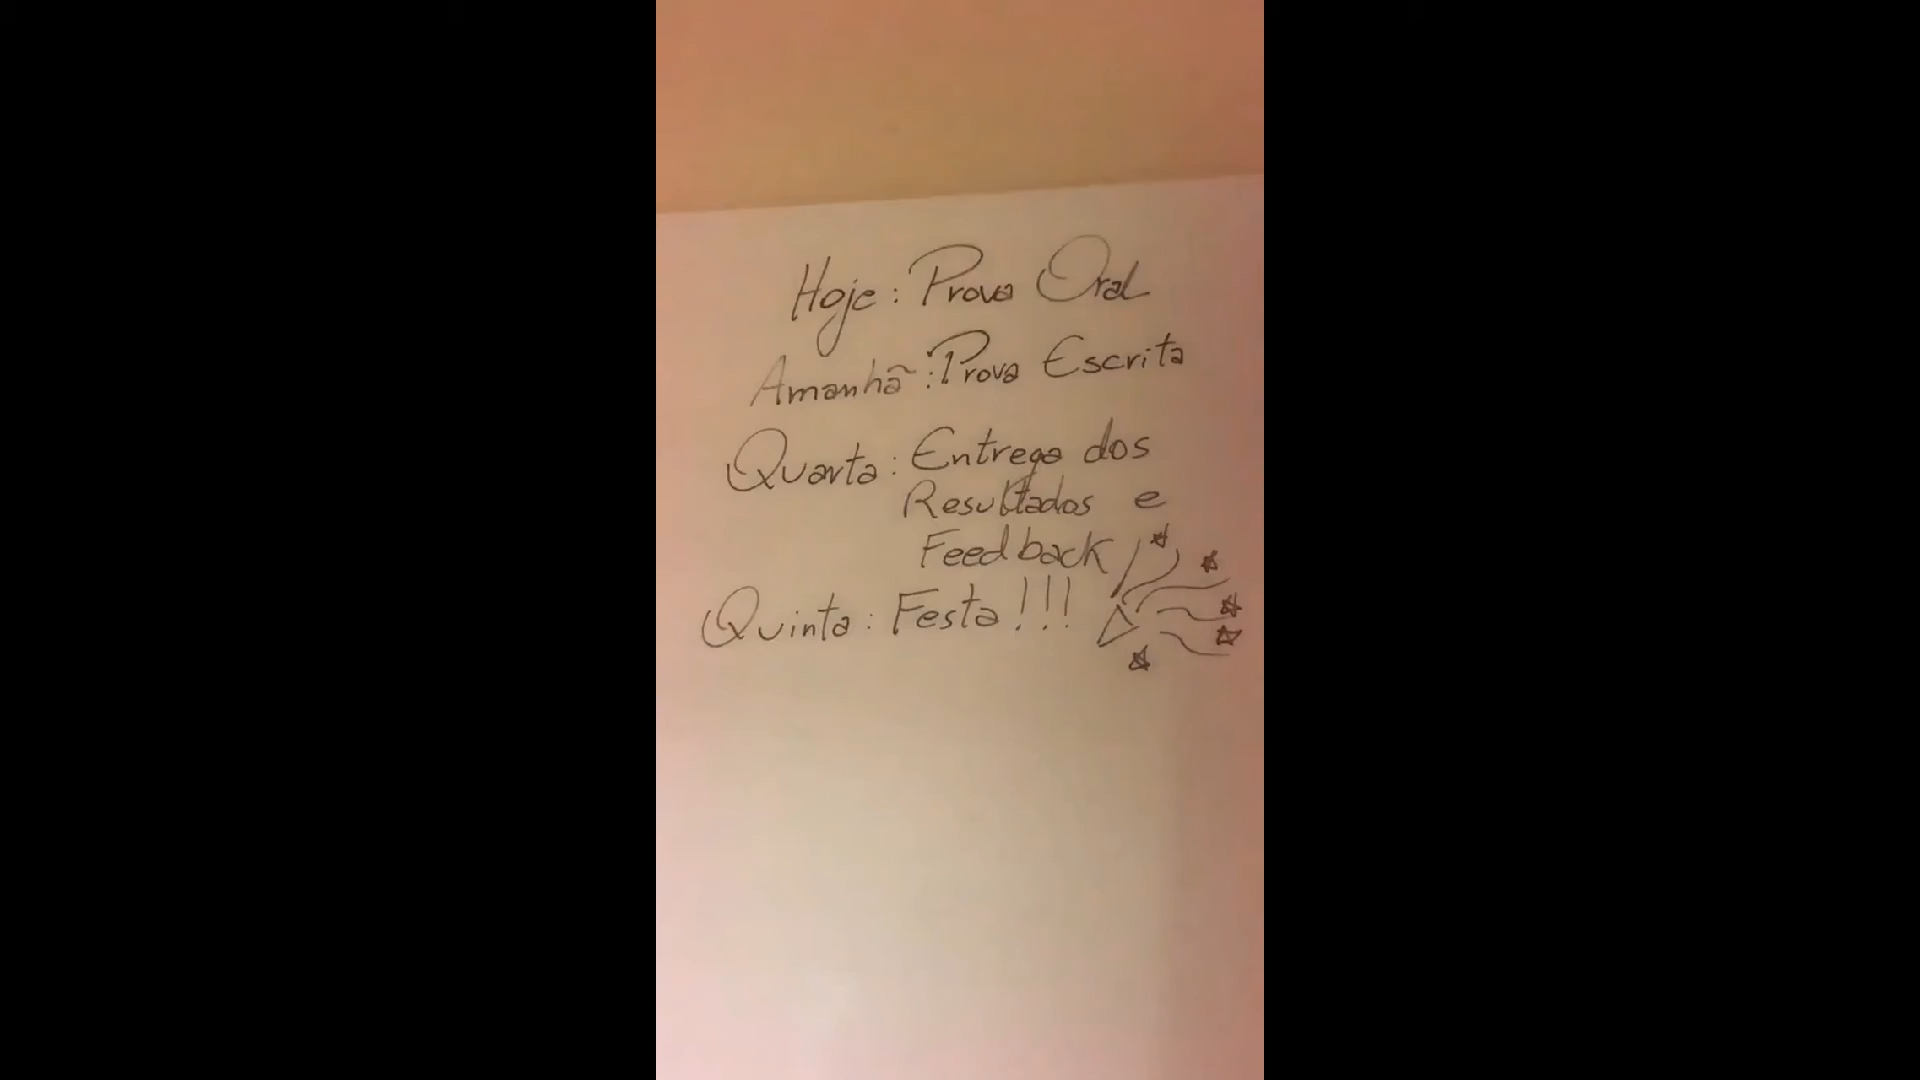 Hoje: Prova Oral
Amanhã: Prova Escrita
Quarta: Entrega dos
Resultados e
Feedback
Quinta: Festa!!!